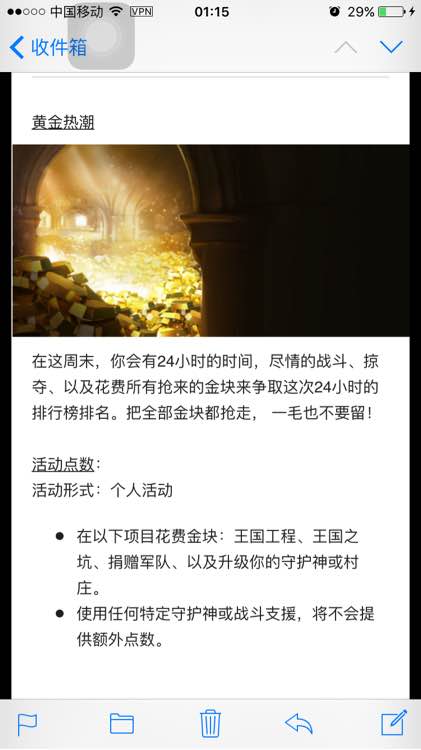 中国移动 VPN 01:15 29%
收件箱
黄金热潮
在这周末，你会有24小时的时间，尽情的战斗、掠
夺、以及花费所有抢来的金块来争取这次24小时的
排行榜排名。把全部金块都抢走， 一毛也不要留！
活动点数：
活动形式：个人活动
● 在以下项目花费金块：王国工程、王国之
坑、捐赠军队、以及升级你的守护神或村
庄。
● 使用任何特定守护神或战斗支援，将不会提
供额外点数。